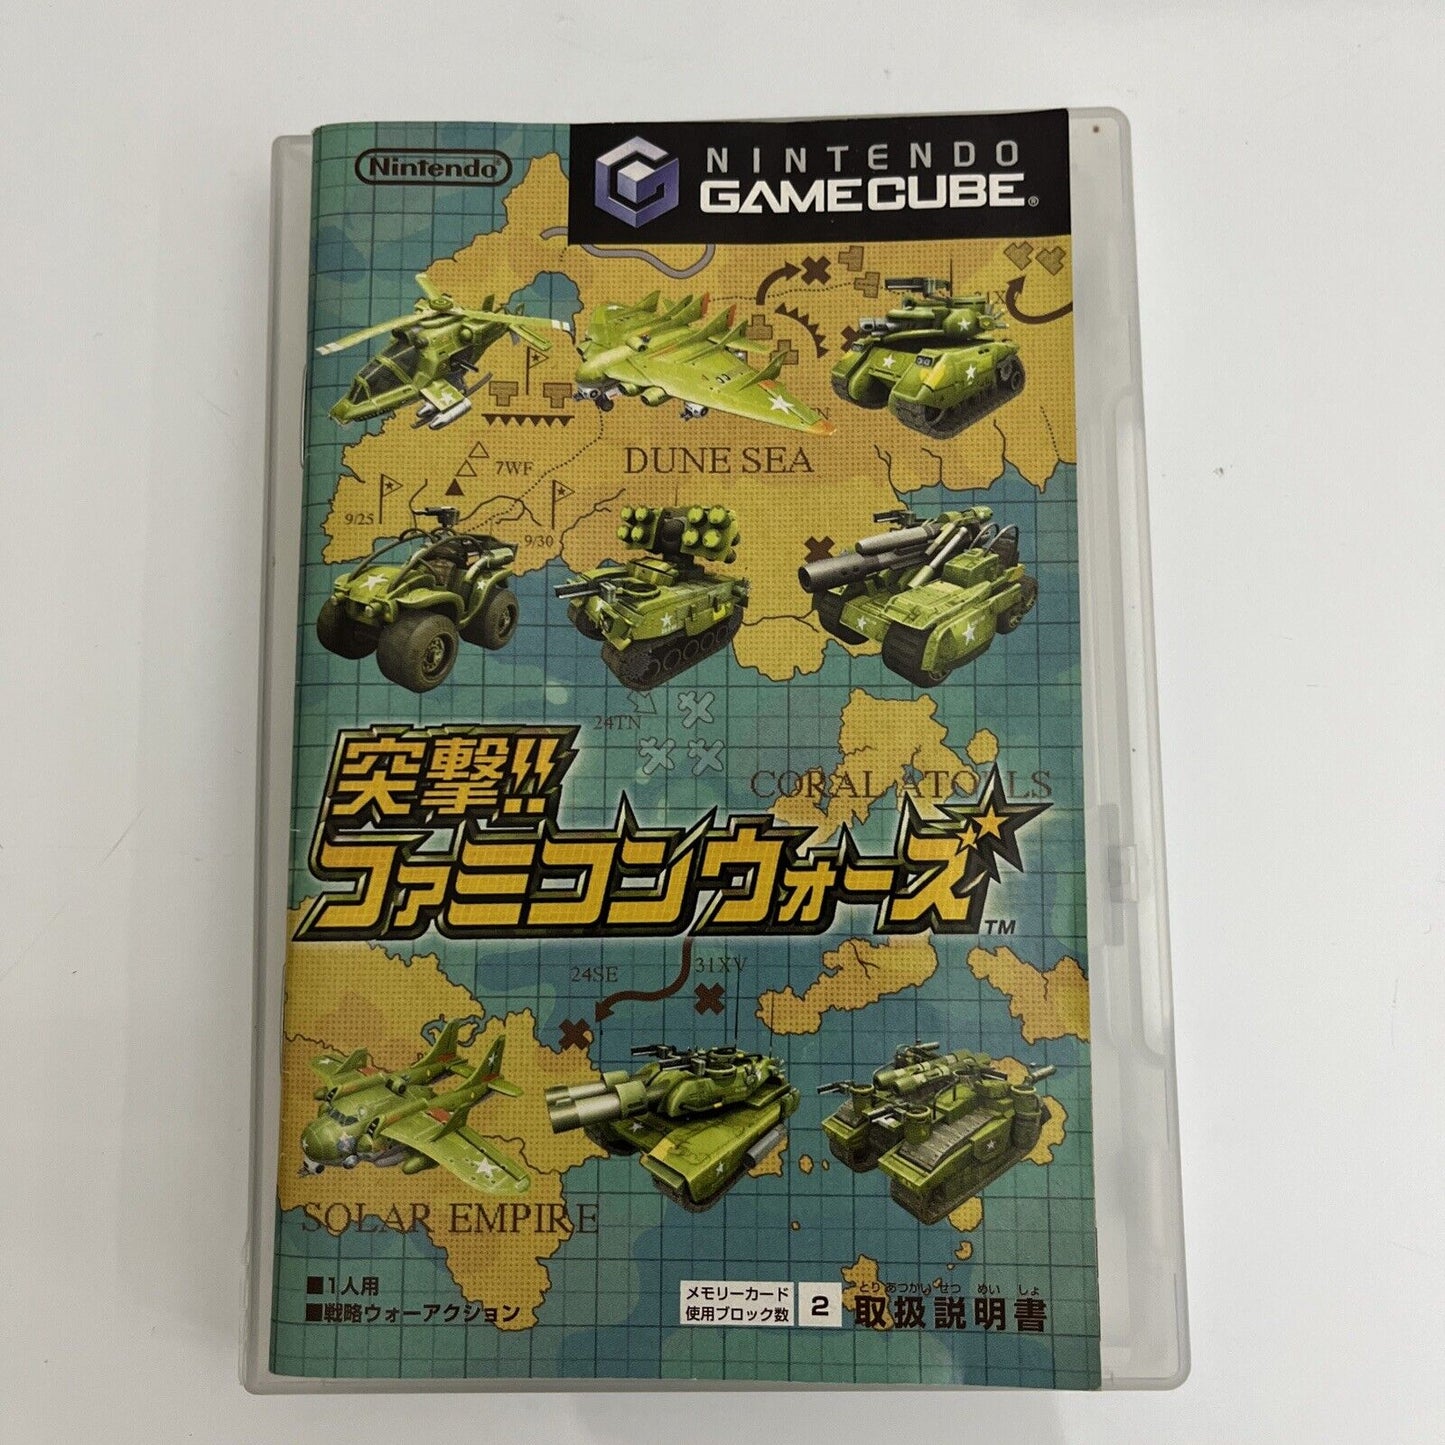 Nintendo
NINTENDO
GAMECUBE®
DUNE SEA
7WF
9/25
9/30
24TN
CORAL ATOLLS
突撃!!
ファミコンウォーズ
TM
24SE
31XV
SOLAR EMPIRE
■1人用
■戦略ウォーアクション
メモリーカード
使用ブロック数
2
とりあつかいせつめいしょ
取扱説明書